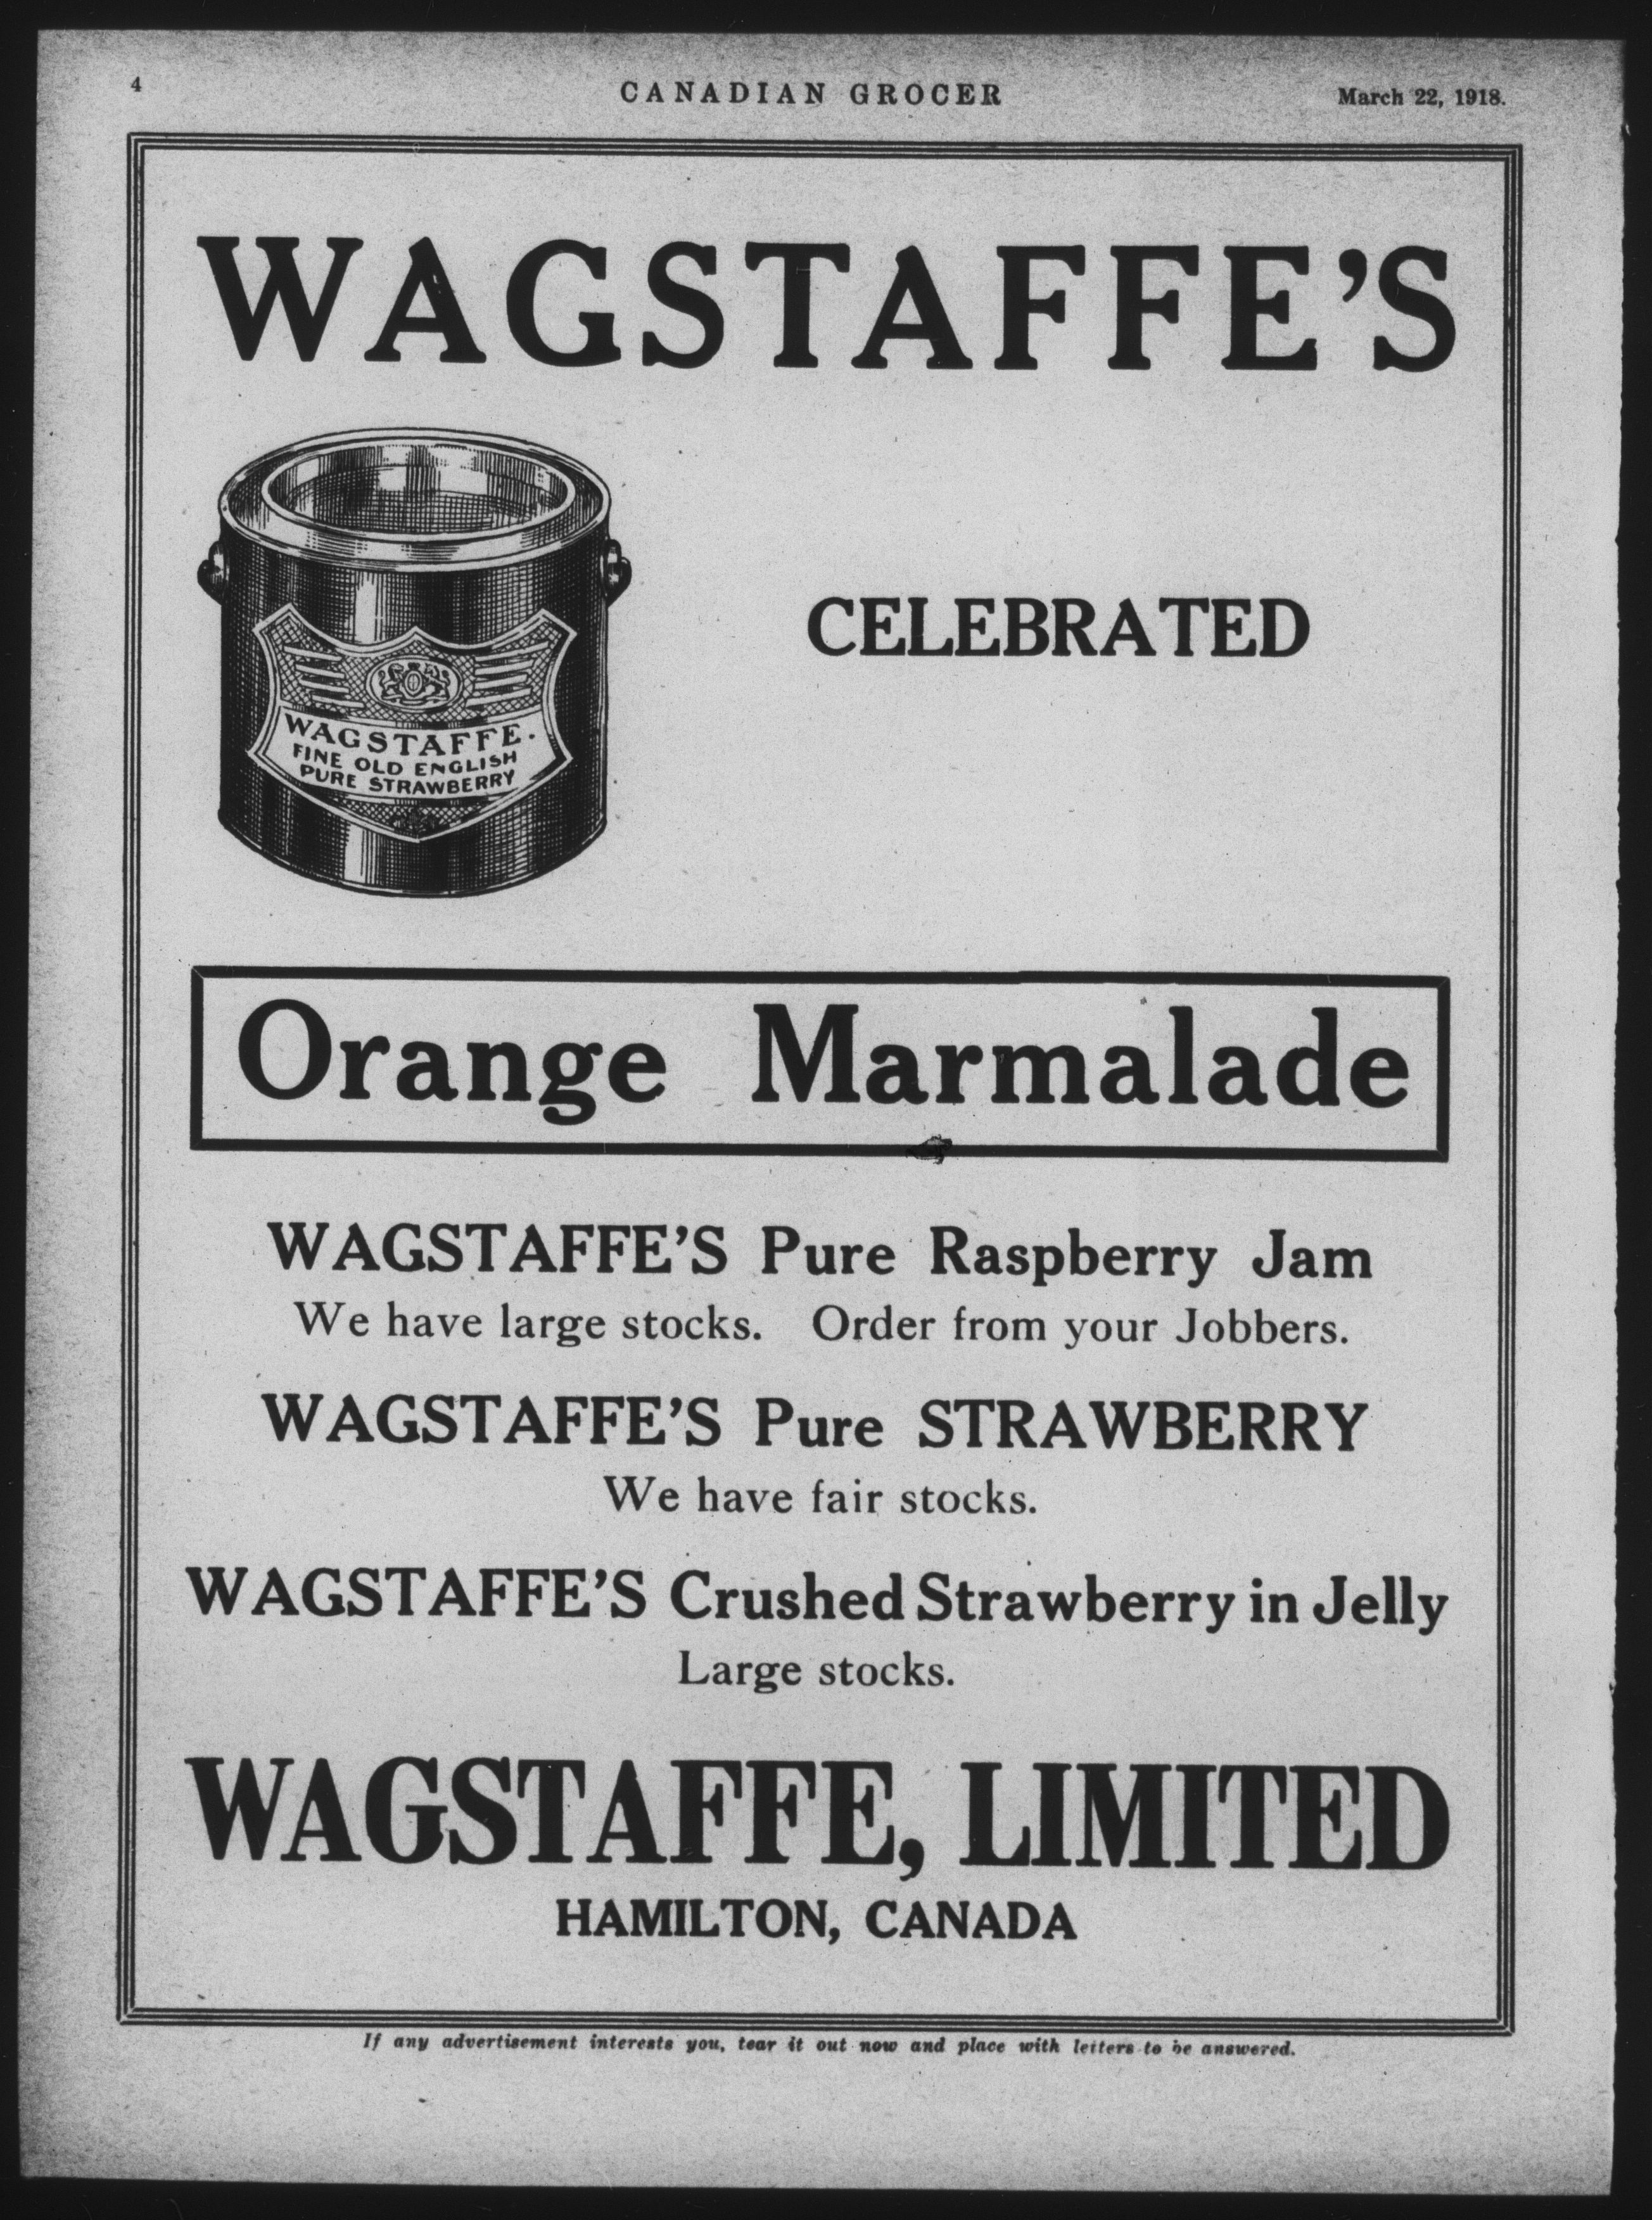 4
CANADIAN GROCER
March 22, 1918.
WAGSTAFFE'S
WAGSTAFFE.
FINE OLD ENGLISH
PURE STRAWBERRY
CELEBRATED
Orange Marmalade
WAGSTAFFE'S Pure Raspberry Jam
We have large stocks. Order from your Jobbers.
WAGSTAFFE'S Pure STRAWBERRY
We have fair stocks.
WAGSTAFFE'S Crushed Strawberry in Jelly
Large stocks.
WAGSTAFFE, LIMITED
HAMILTON, CANADA
If any advertisement interests you, tear it out now and place with letters to be answered.